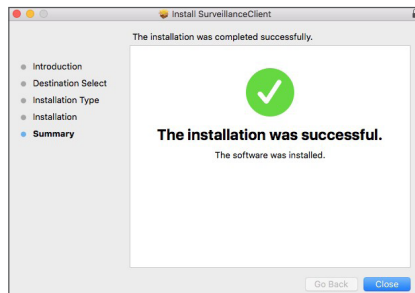 Install SurveillanceClient
The installation was completed successfully.
Introduction
Destination Select
Installation Type
Installation
Summary
The installation was successful.
The software was installed.
Go Back
Close